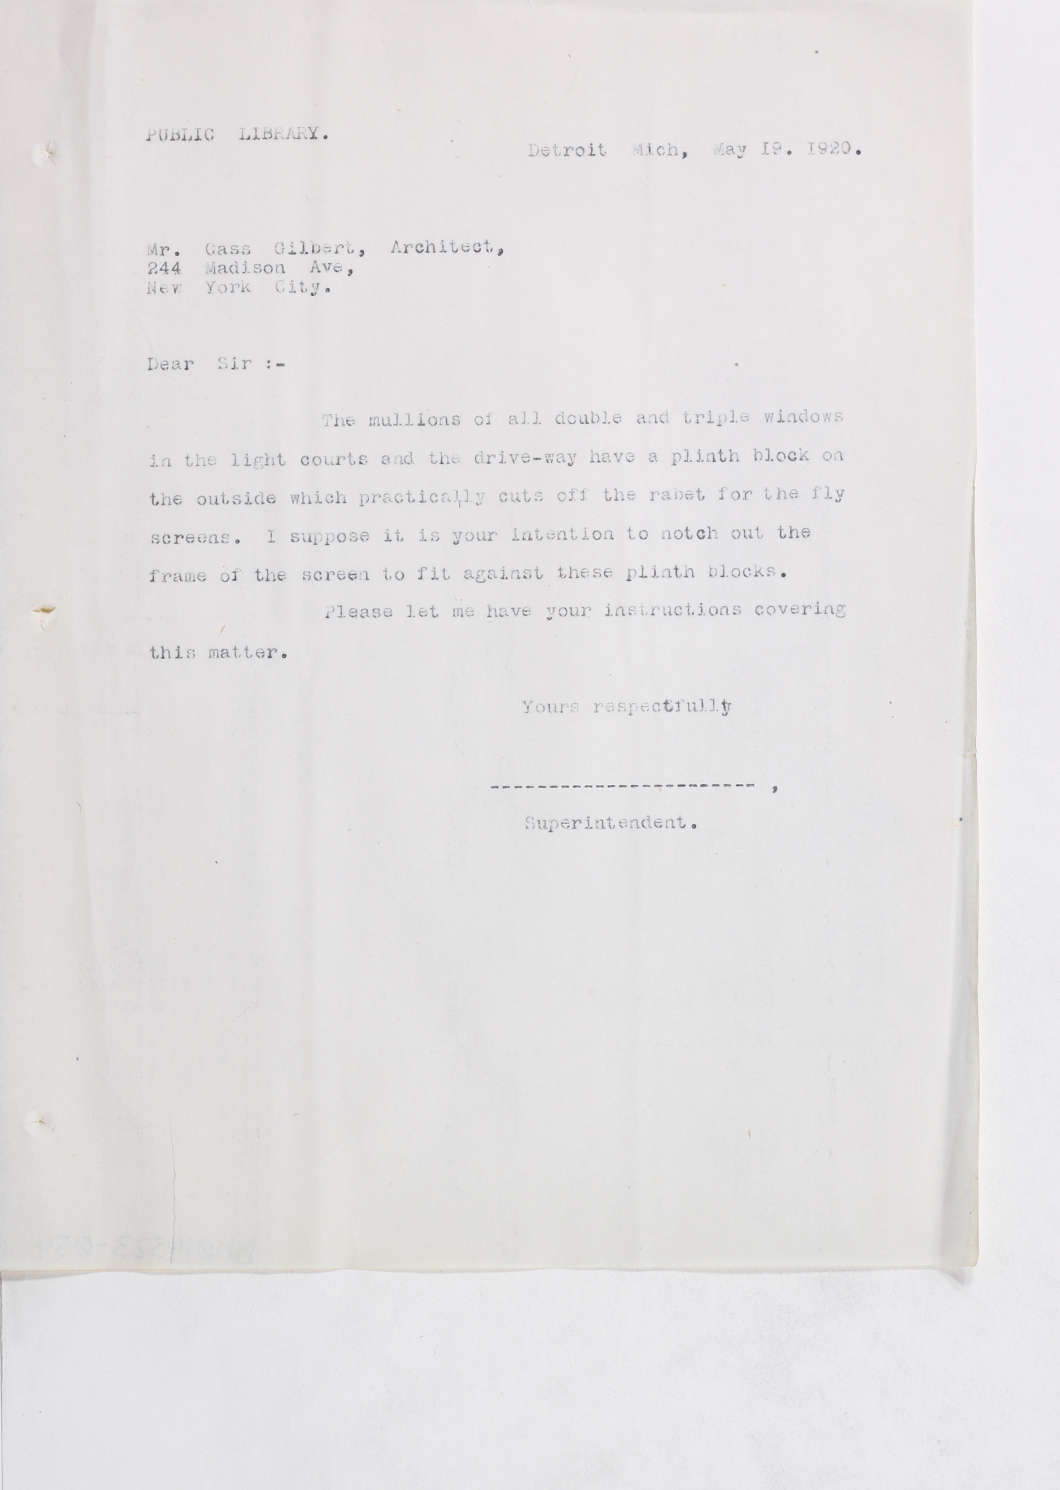 PUBLIC LIBRARY.
Detroit Mich, May 19. 1920.
Mr. Cass Gilbert, Architect,
244 Madison Ave,
New York City.
Dear Sir :-
The mullions of all double and triple windows
in the light courts and the drive-way have a plinth block on
the outside which practically cuts off the rabet for the fly
screens. I suppose it is your intention to notch out the
frame of the screen to fit against these plinth blocks.
Please let me have your instructions covering
this matter.
Yours respectfully
----------------------- ,
Superintendent.